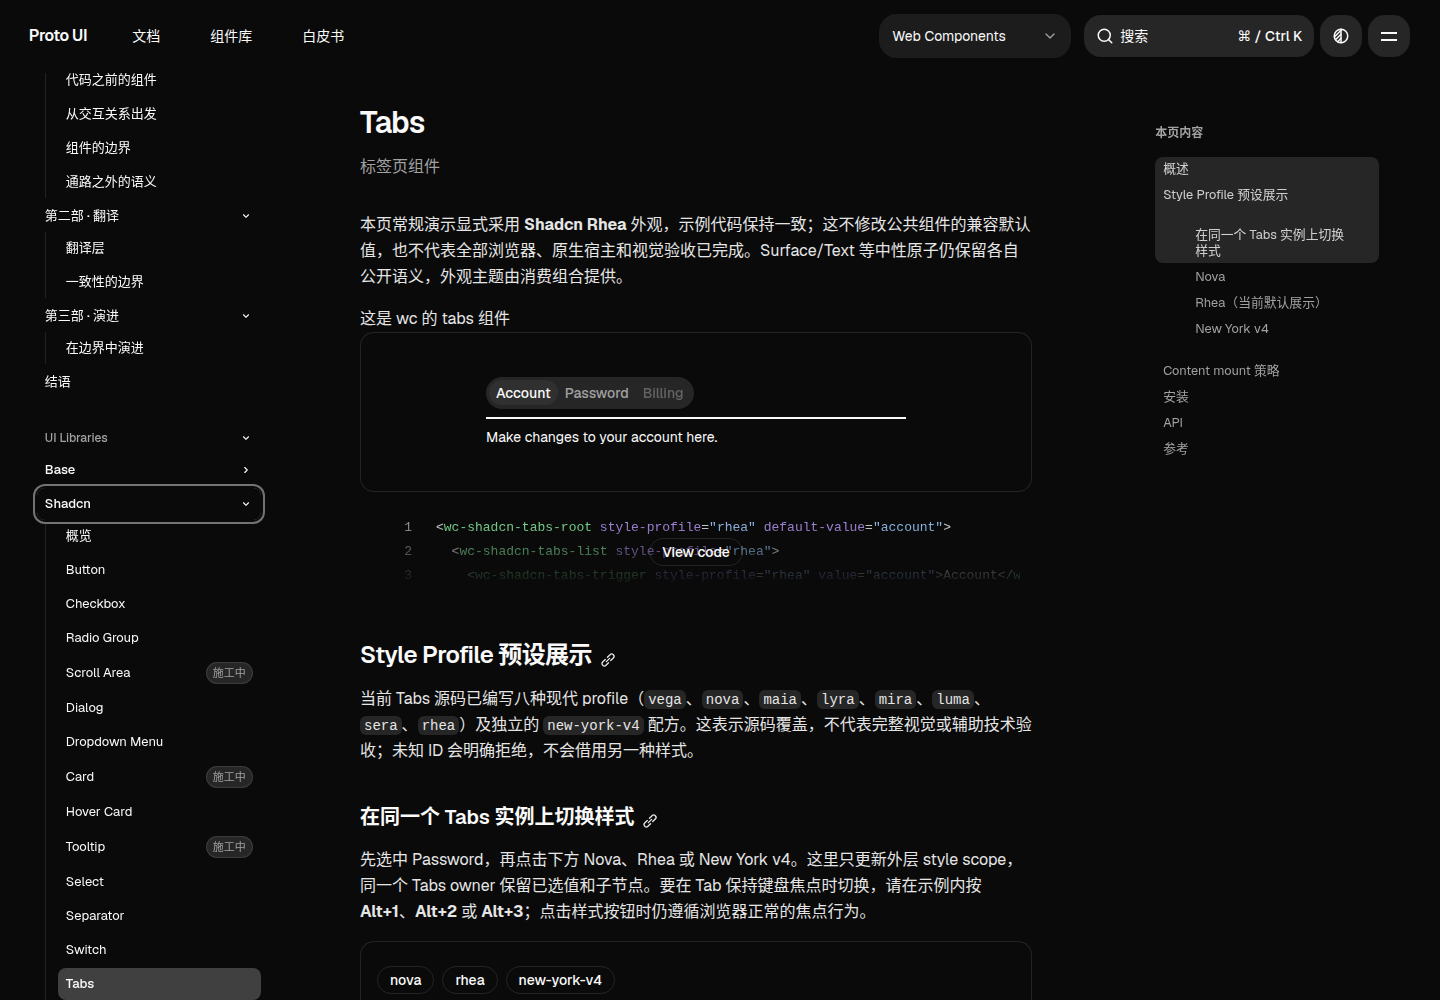 Proto UI
文档
组件库
白皮书
Web Components
搜索
⌘ / Ctrl K
代码之前的组件
从交互关系出发
组件的边界
通路之外的语义
第二部 · 翻译
翻译层
一致性的边界
第三部 · 演进
在边界中演进
结语
UI Libraries
Base
Shadcn
概览
Button
Checkbox
Radio Group
Scroll Area 施工中
Dialog
Dropdown Menu
Card 施工中
Hover Card
Tooltip 施工中
Select
Separator
Switch
Tabs
Tabs
标签页组件
本页常规演示显式采用 Shadcn Rhea 外观，示例代码保持一致；这不修改公共组件的兼容默认
值，也不代表全部浏览器、原生宿主和视觉验收已完成。Surface/Text 等中性原子仍保留各自
公开语义，外观主题由消费组合提供。
这是 wc 的 tabs 组件
Account Password Billing
Make changes to your account here.
1 <wc-shadcn-tabs-root style-profile="rhea" default-value="account">
2 <wc-shadcn-tabs-list style-profile="rhea">
View code
3 <wc-shadcn-tabs-trigger style-profile="rhea" value="account">Account</w
Style Profile 预设展示
当前 Tabs 源码已编写八种现代 profile（vega、nova、maia、lyra、mira、luma、
sera、rhea）及独立的 new-york-v4 配方。这表示源码覆盖，不代表完整视觉或辅助技术验
收；未知 ID 会明确拒绝，不会借用另一种样式。
在同一个 Tabs 实例上切换样式
先选中 Password，再点击下方 Nova、Rhea 或 New York v4。这里只更新外层 style scope，
同一个 Tabs owner 保留已选值和子节点。要在 Tab 保持键盘焦点时切换，请在示例内按
Alt+1、Alt+2 或 Alt+3；点击样式按钮时仍遵循浏览器正常的焦点行为。
nova rhea new-york-v4
本页内容
概述
Style Profile 预设展示
在同一个 Tabs 实例上切换
样式
Nova
Rhea（当前默认展示）
New York v4
Content mount 策略
安装
API
参考